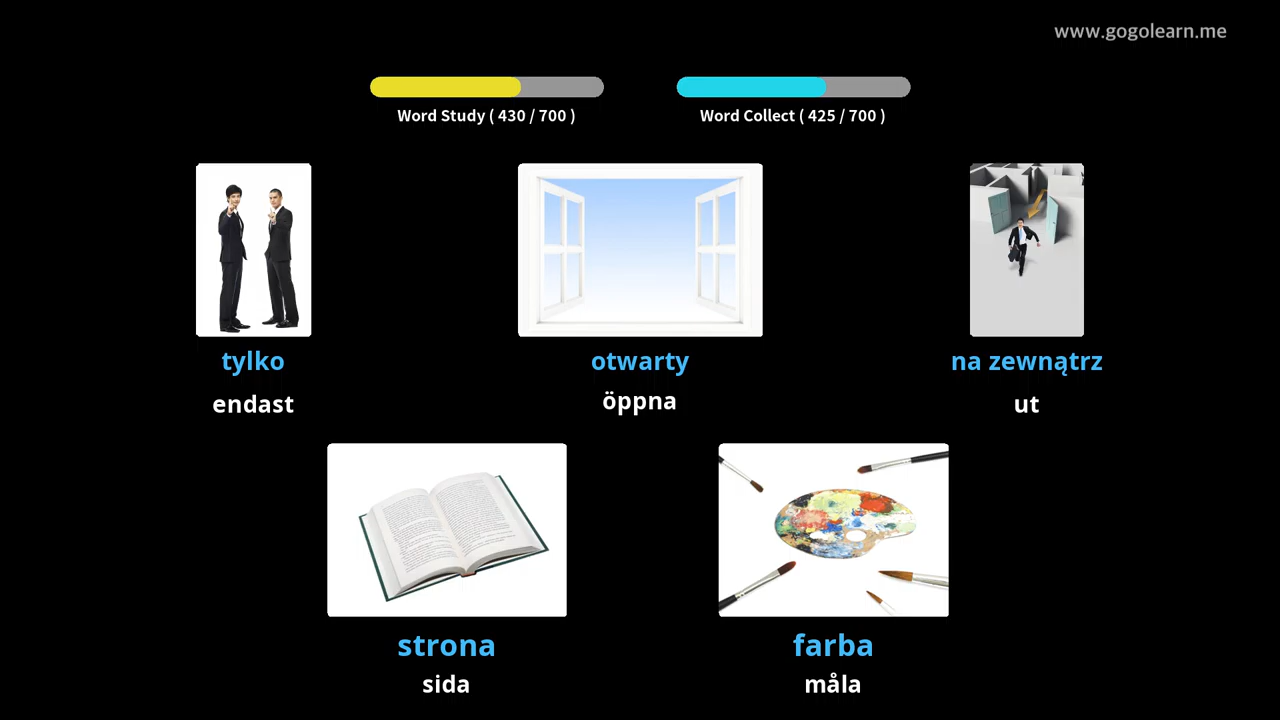 www.gogolearn.me
Word Study ( 430 / 700 )
Word Collect ( 425 / 700 )
tylko
endast
otwarty
öppna
na zewnątrz
ut
strona
sida
farba
måla